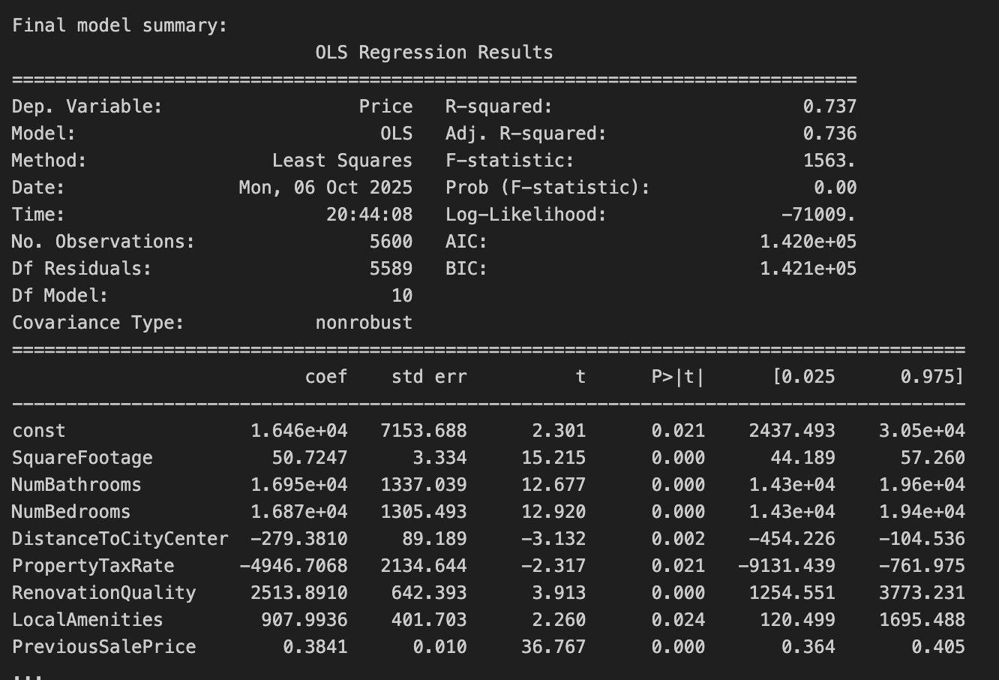 Final model summary:
OLS Regression Results
==============================================================================
Dep. Variable: Price R-squared: 0.737
Model: OLS Adj. R-squared: 0.736
Method: Least Squares F-statistic: 1563.
Date: Mon, 06 Oct 2025 Prob (F-statistic): 0.00
Time: 20:44:08 Log-Likelihood: -71009.
No. Observations: 5600 AIC: 1.420e+05
Df Residuals: 5589 BIC: 1.421e+05
Df Model: 10
Covariance Type: nonrobust
========================================================================================
coef std err t P>|t| [0.025 0.975]
----------------------------------------------------------------------------------------
const 1.646e+04 7153.688 2.301 0.021 2437.493 3.05e+04
SquareFootage 50.7247 3.334 15.215 0.000 44.189 57.260
NumBathrooms 1.695e+04 1337.039 12.677 0.000 1.43e+04 1.96e+04
NumBedrooms 1.687e+04 1305.493 12.920 0.000 1.43e+04 1.94e+04
DistanceToCityCenter -279.3810 89.189 -3.132 0.002 -454.226 -104.536
PropertyTaxRate -4946.7068 2134.644 -2.317 0.021 -9131.439 -761.975
RenovationQuality 2513.8910 642.393 3.913 0.000 1254.551 3773.231
LocalAmenities 907.9936 401.703 2.260 0.024 120.499 1695.488
PreviousSalePrice 0.3841 0.010 36.767 0.000 0.364 0.405
...